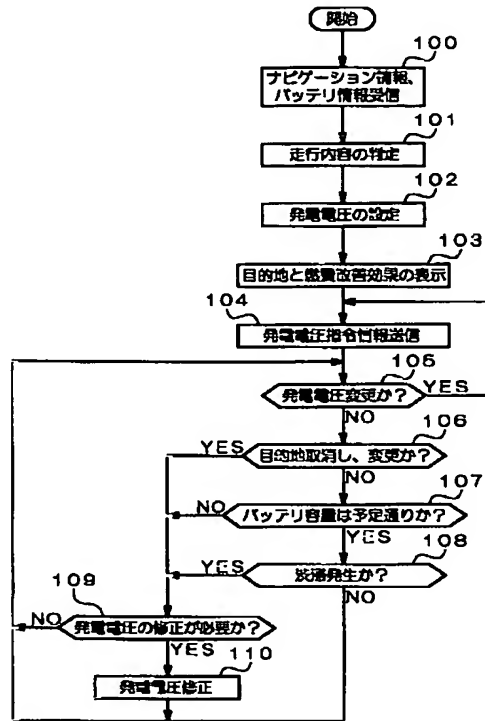 開始
100
ナビゲーション情報、
バッテリ情報受信
101
走行内容の判定
102
発電電圧の設定
103
目的地と燃費改善効果の表示
104
発電電圧指令情報送信
105
発電電圧変更か?
YES
NO
106
目的地取消し、変更か?
YES
NO
107
バッテリ容量は予定通りか?
NO
YES
108
渋滞発生か?
YES
NO
109
発電電圧の修正が必要か?
NO
YES
110
発電電圧修正